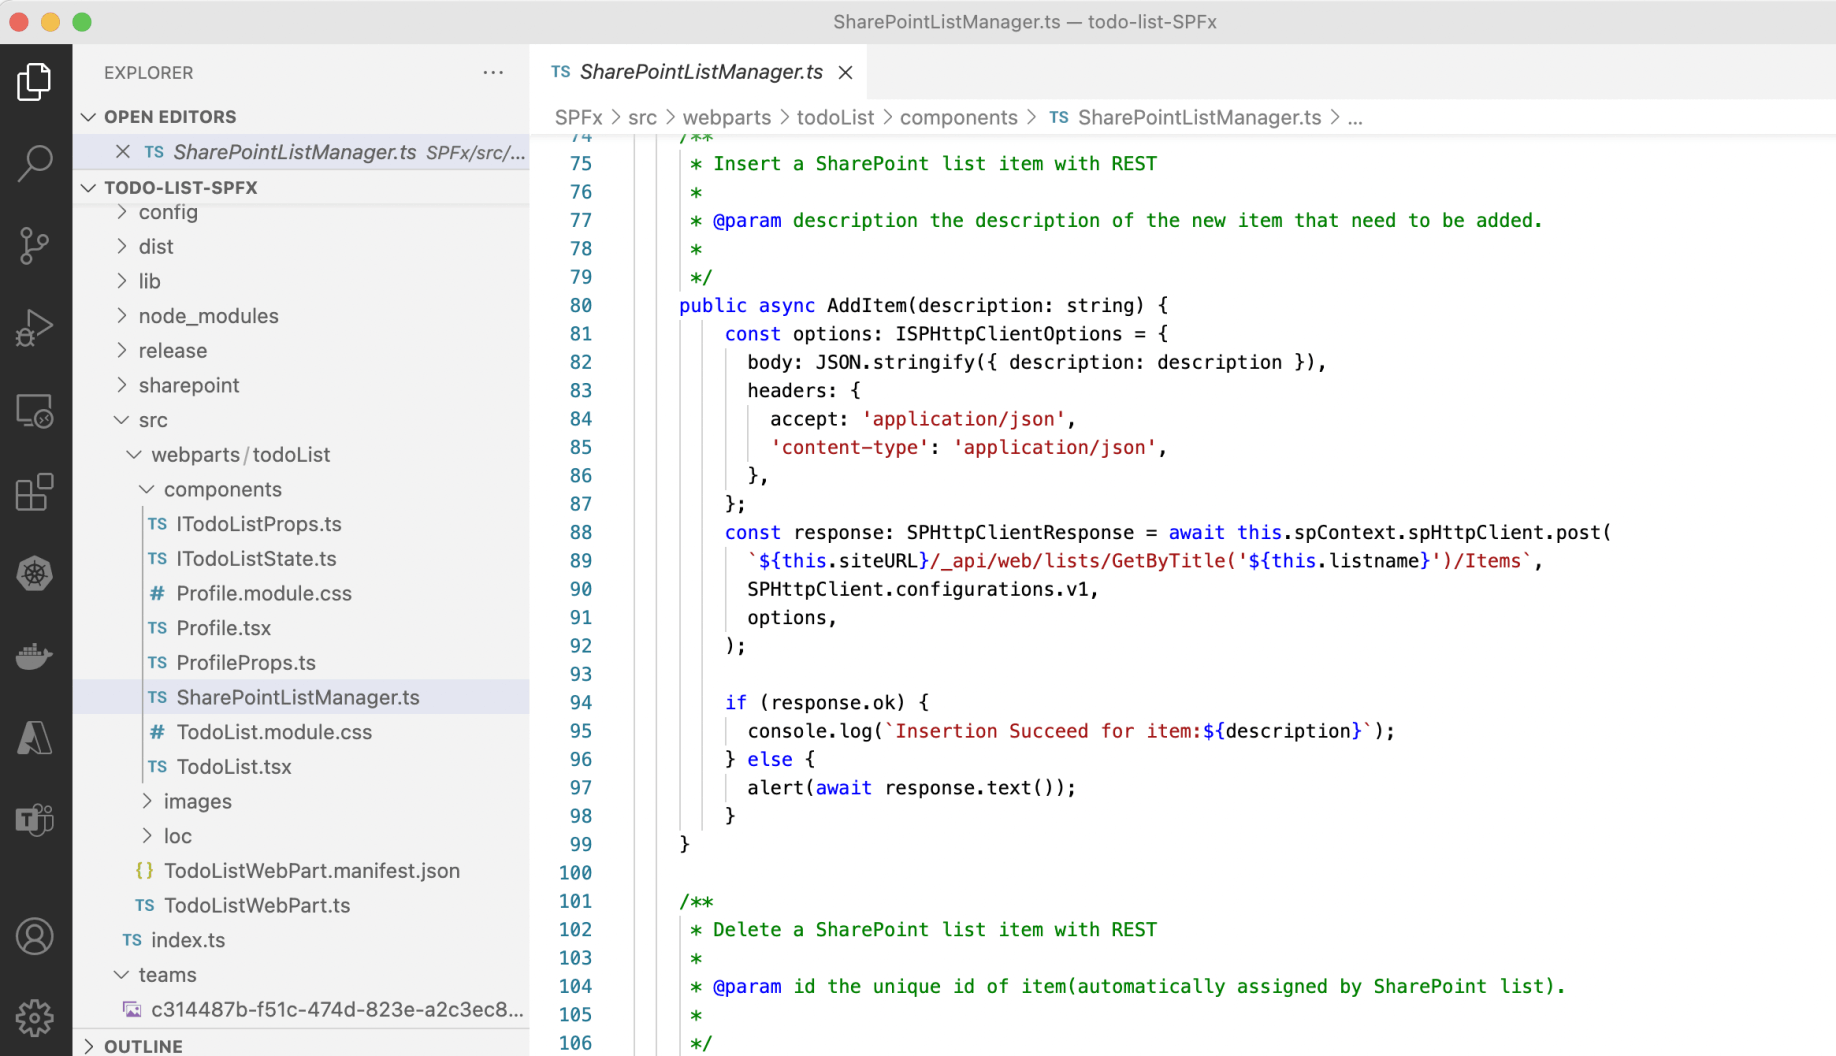 SharePointListManager.ts — todo-list-SPFx
EXPLORER
OPEN EDITORS
TS SharePointListManager.ts SPFx/src/...
TODO-LIST-SPFX
config
dist
lib
node_modules
release
sharepoint
src
webparts/todoList
components
TS ITodoListProps.ts
TS ITodoListState.ts
# Profile.module.css
TS Profile.tsx
TS ProfileProps.ts
TS SharePointListManager.ts
# TodoList.module.css
TS TodoList.tsx
images
loc
{} TodoListWebPart.manifest.json
TS TodoListWebPart.ts
TS index.ts
teams
c314487b-f51c-474d-823e-a2c3ec8...
OUTLINE
TS SharePointListManager.ts
SPFx > src > webparts > todoList > components > TS SharePointListManager.ts > ...
74 /**
75 * Insert a SharePoint list item with REST
76 *
77 * @param description the description of the new item that need to be added.
78 *
79 */
80 public async AddItem(description: string) {
81 const options: ISPHttpClientOptions = {
82 body: JSON.stringify({ description: description }),
83 headers: {
84 accept: 'application/json',
85 'content-type': 'application/json',
86 },
87 };
88 const response: SPHttpClientResponse = await this.spContext.spHttpClient.post(
89 `${this.siteURL}/_api/web/lists/GetByTitle('${this.listname}')/Items`,
90 SPHttpClient.configurations.v1,
91 options,
92 );
93
94 if (response.ok) {
95 console.log(`Insertion Succeed for item:${description}`);
96 } else {
97 alert(await response.text());
98 }
99 }
100
101 /**
102 * Delete a SharePoint list item with REST
103 *
104 * @param id the unique id of item(automatically assigned by SharePoint list).
105 *
106 */